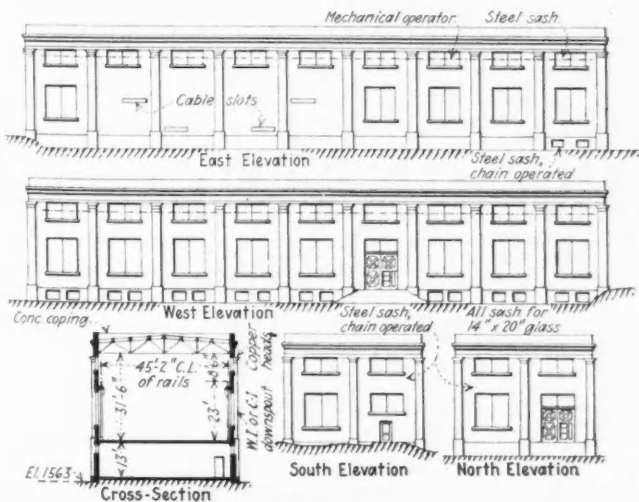 Mechanical operator
Steel sash
Cable slots
East Elevation
Steel sash,
chain operated
West Elevation
Conc. coping
Steel sash,
chain operated
All sash for
14" x 20" glass
45'-2" C.L.
of rails
31'-6"
23'
13'
El. 1563
Copper
heads
W.I. or C.I.
downspout
Cross-Section
South Elevation
North Elevation